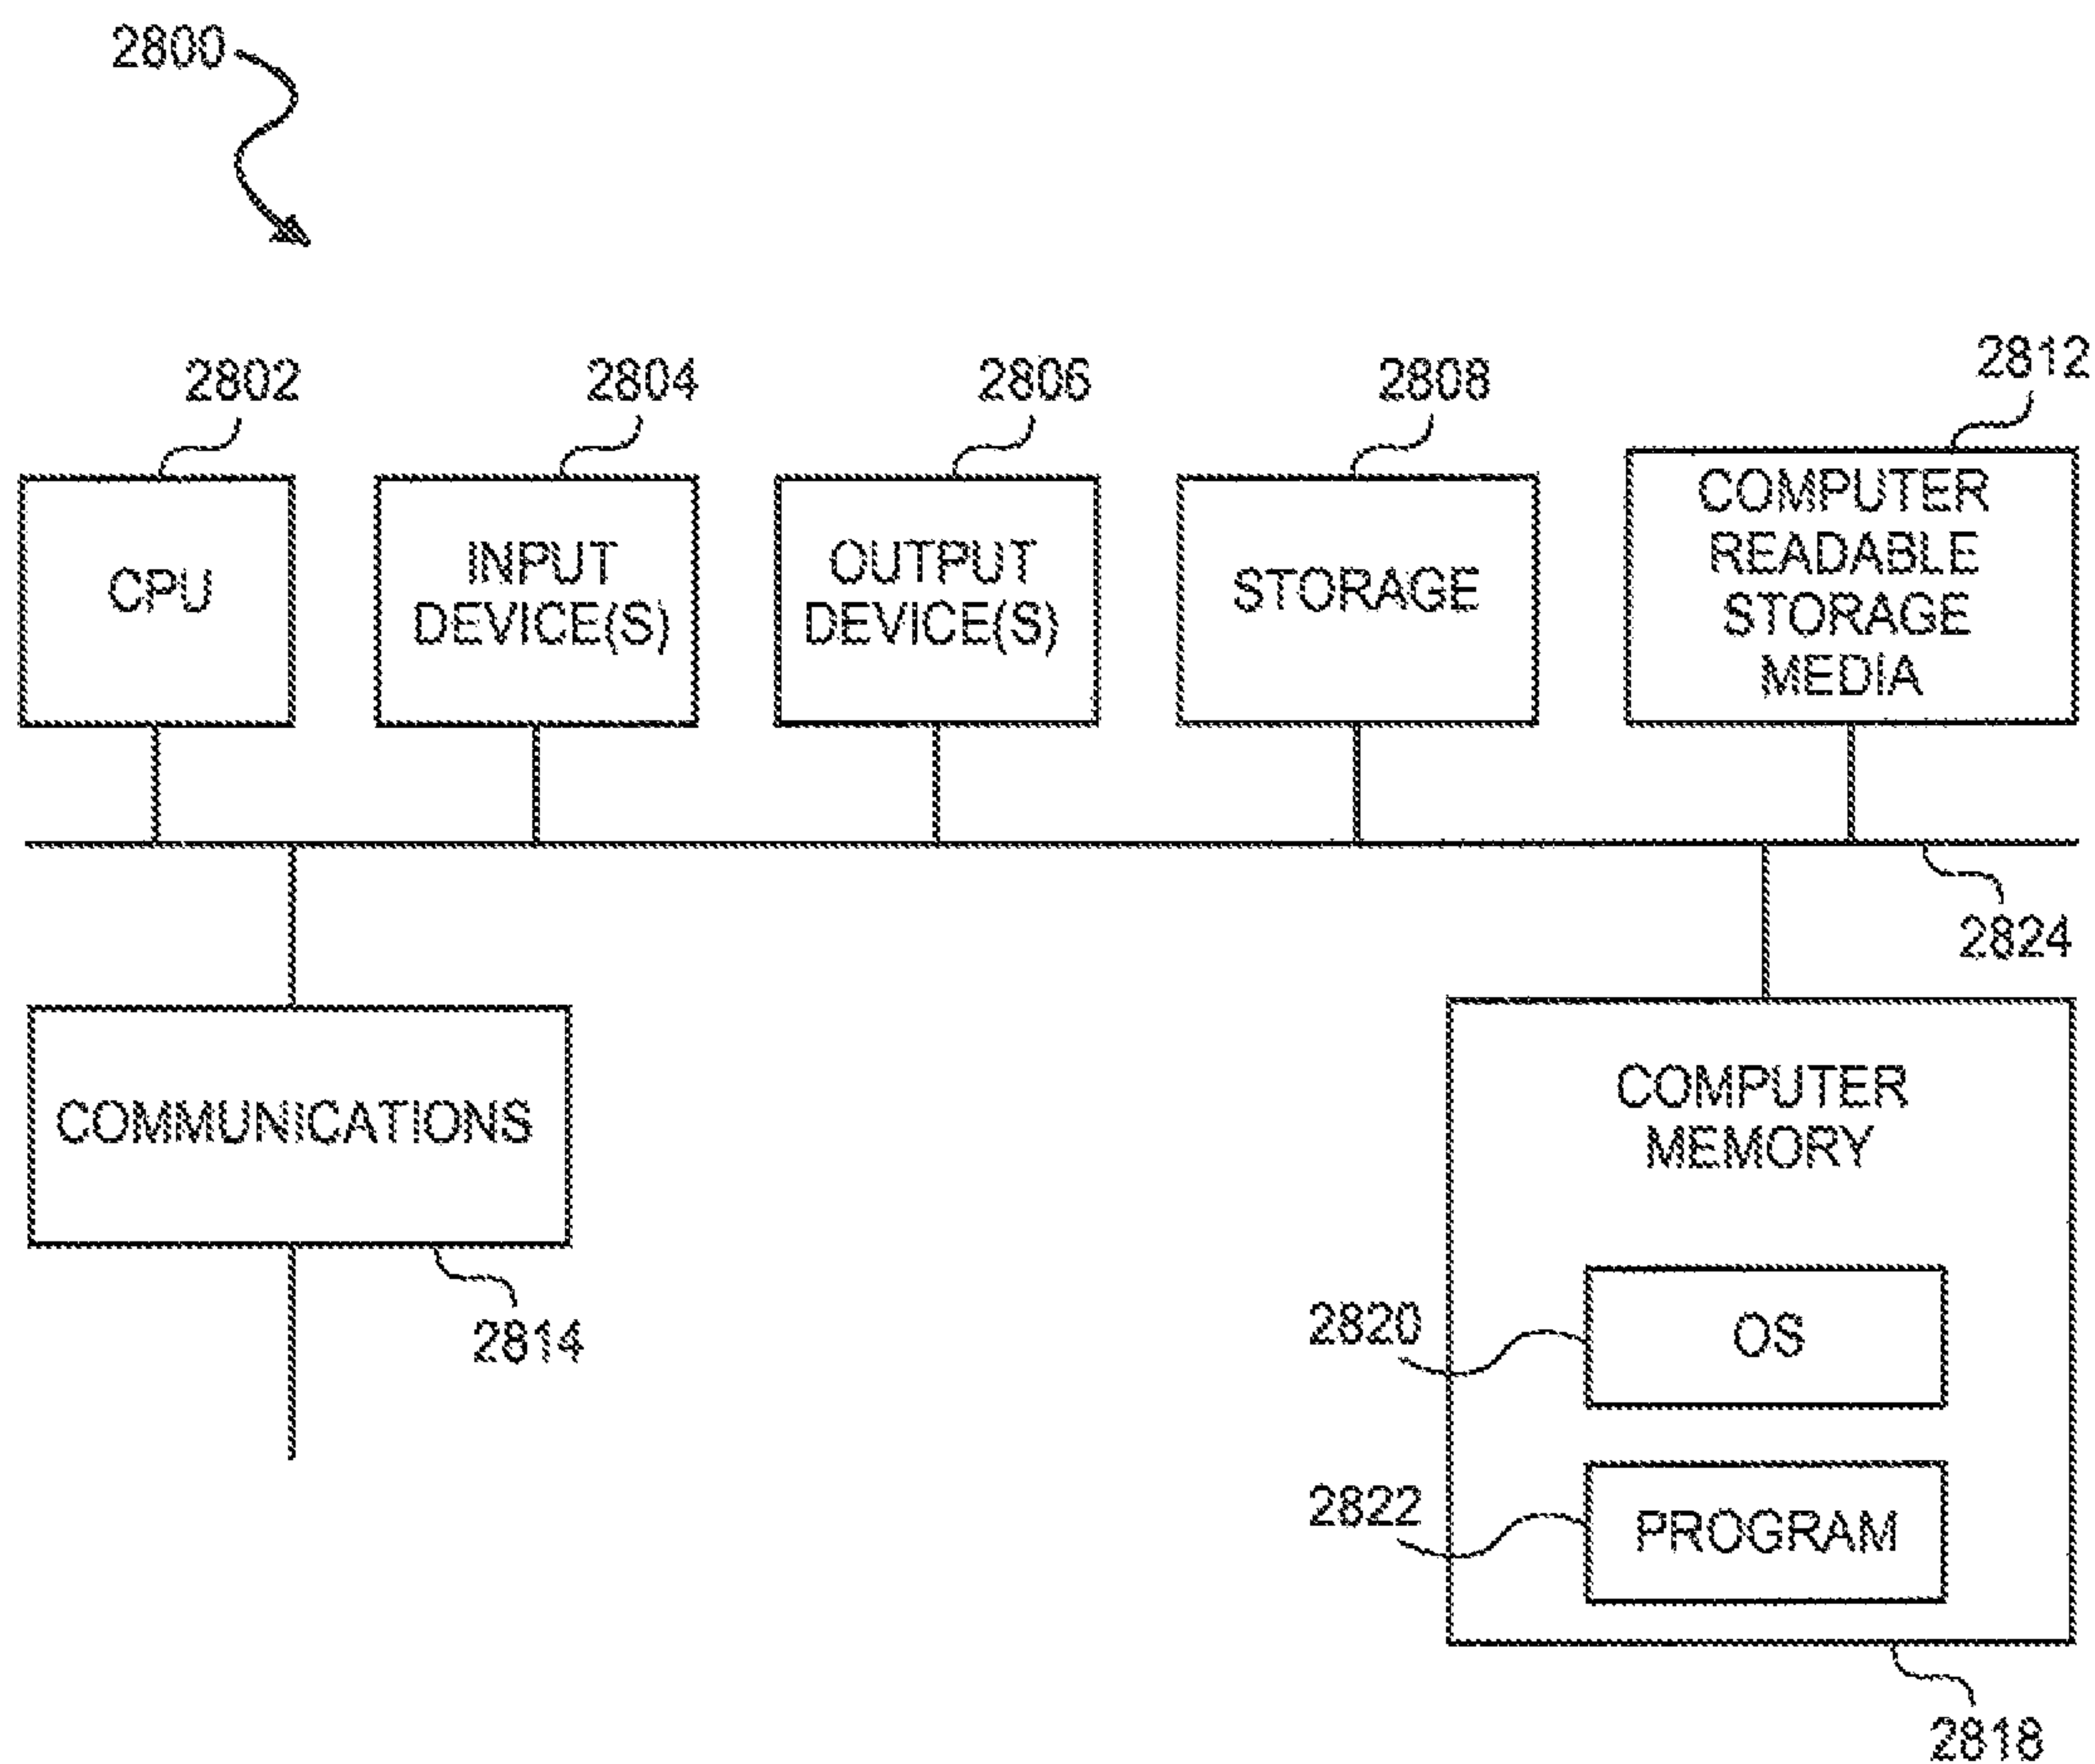 2800
2802
2804
2806
2808
2812
CPU
INPUT
DEVICE(S)
OUTPUT
DEVICE(S)
STORAGE
COMPUTER
READABLE
STORAGE
MEDIA
2824
COMMUNICATIONS
2814
COMPUTER
MEMORY
2820
OS
2822
PROGRAM
2818